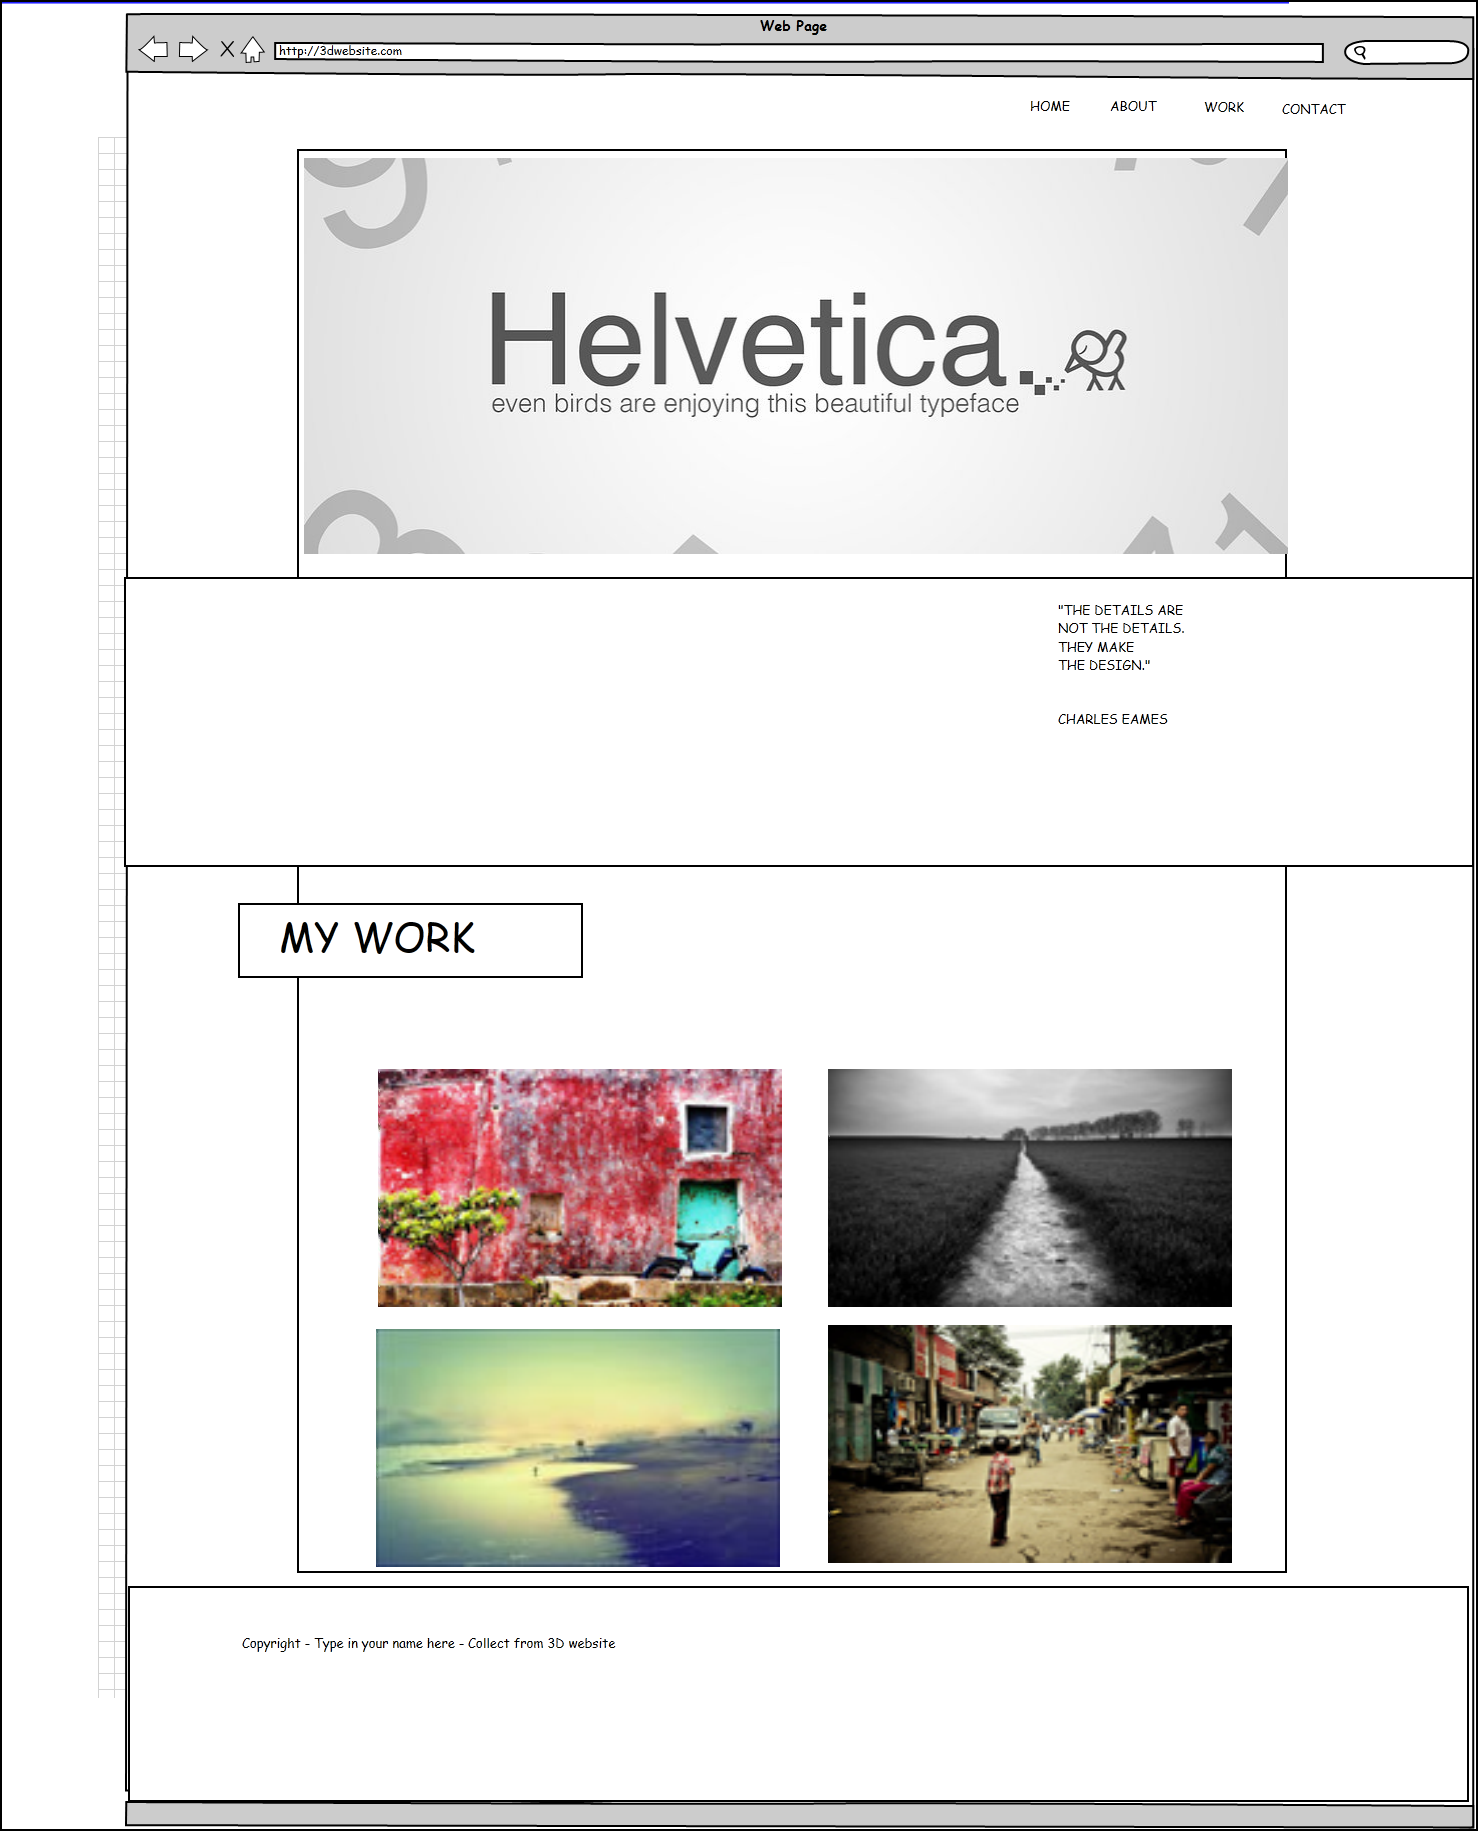 Web Page
X http://3dwebsite.com
HOME ABOUT WORK CONTACT
Helvetica.
even birds are enjoying this beautiful typeface
"THE DETAILS ARE
NOT THE DETAILS.
THEY MAKE
THE DESIGN."
CHARLES EAMES
MY WORK
Copyright - Type in your name here - Collect from 3D website